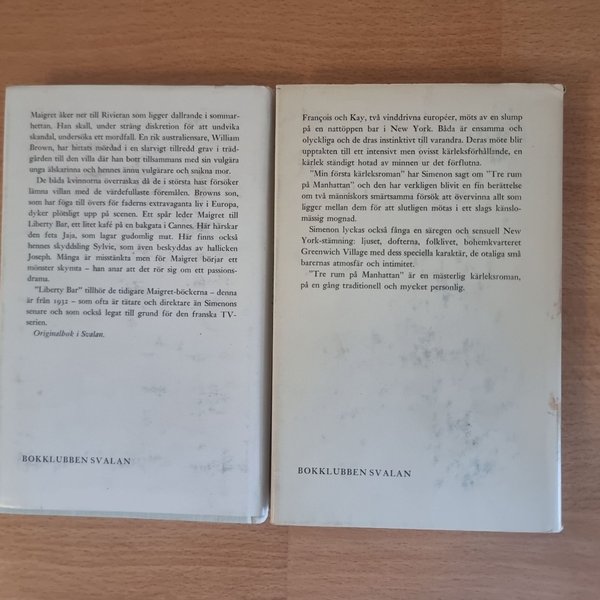 Maigret åker ner till Rivieran som ligger dallrande i sommar-
hettan. Han skall, under sträng diskretion för att undvika
skandal, undersöka ett mordfall. En rik australiensare, William
Brown, har hittats mördad i en slarvigt tillredd grav i träd-
gården till den villa där han bott tillsammans med sin vulgära
unga älskarinna och hennes ännu vulgärare och snikna mor.
De båda kvinnorna överraskas då de i största hast försöker
lämna villan med de värdefullaste föremålen. Browns son,
som har föga till övers för faderns extravaganta liv i Europa,
dyker plötsligt upp på scenen. Ett spår leder Maigret till
Liberty Bar, ett litet kafé på en bakgata i Cannes. Här härskar
den feta Jaja, som lagar gudomlig mat. Här finns också
hennes skyddsling Sylvie, som även beskyddas av hallicken
Joseph. Många är misstänkta men för Maigret börjar ett
mönster skymta – han anar att det rör sig om ett passions-
drama.
"Liberty Bar" tillhör de tidigare Maigret-böckerna – denna
är från 1932 – som ofta är tätare och direktare än Simenons
senare och som också legat till grund för den franska TV-
serien.
Originalbok i Svalan.
BOKKLUBBEN SVALAN
François och Kay, två vinddrivna européer, möts av en slump
på en nattöppen bar i New York. Båda är ensamma och
olyckliga och de dras instinktivt till varandra. Deras möte blir
upptakten till ett intensivt men ovisst kärleksförhållande, en
kärlek ständigt hotad av minnen ur det förflutna.
"Min första kärleksroman" har Simenon sagt om "Tre rum
på Manhattan" och den har verkligen blivit en fin berättelse
om två människors smärtsamma försök att övervinna allt som
ligger mellan dem för att slutligen mötas i ett slags känslo-
mässig mognad.
Simenon lyckas också fånga en säregen och sensuell New
York-stämning: ljuset, dofterna, folklivet, bohemkvarteret
Greenwich Village med dess speciella karaktär, de otaliga små
barernas atmosfär och intimitet.
"Tre rum på Manhattan" är en mästerlig kärleksroman,
på en gång traditionell och mycket personlig.
BOKKLUBBEN SVALAN